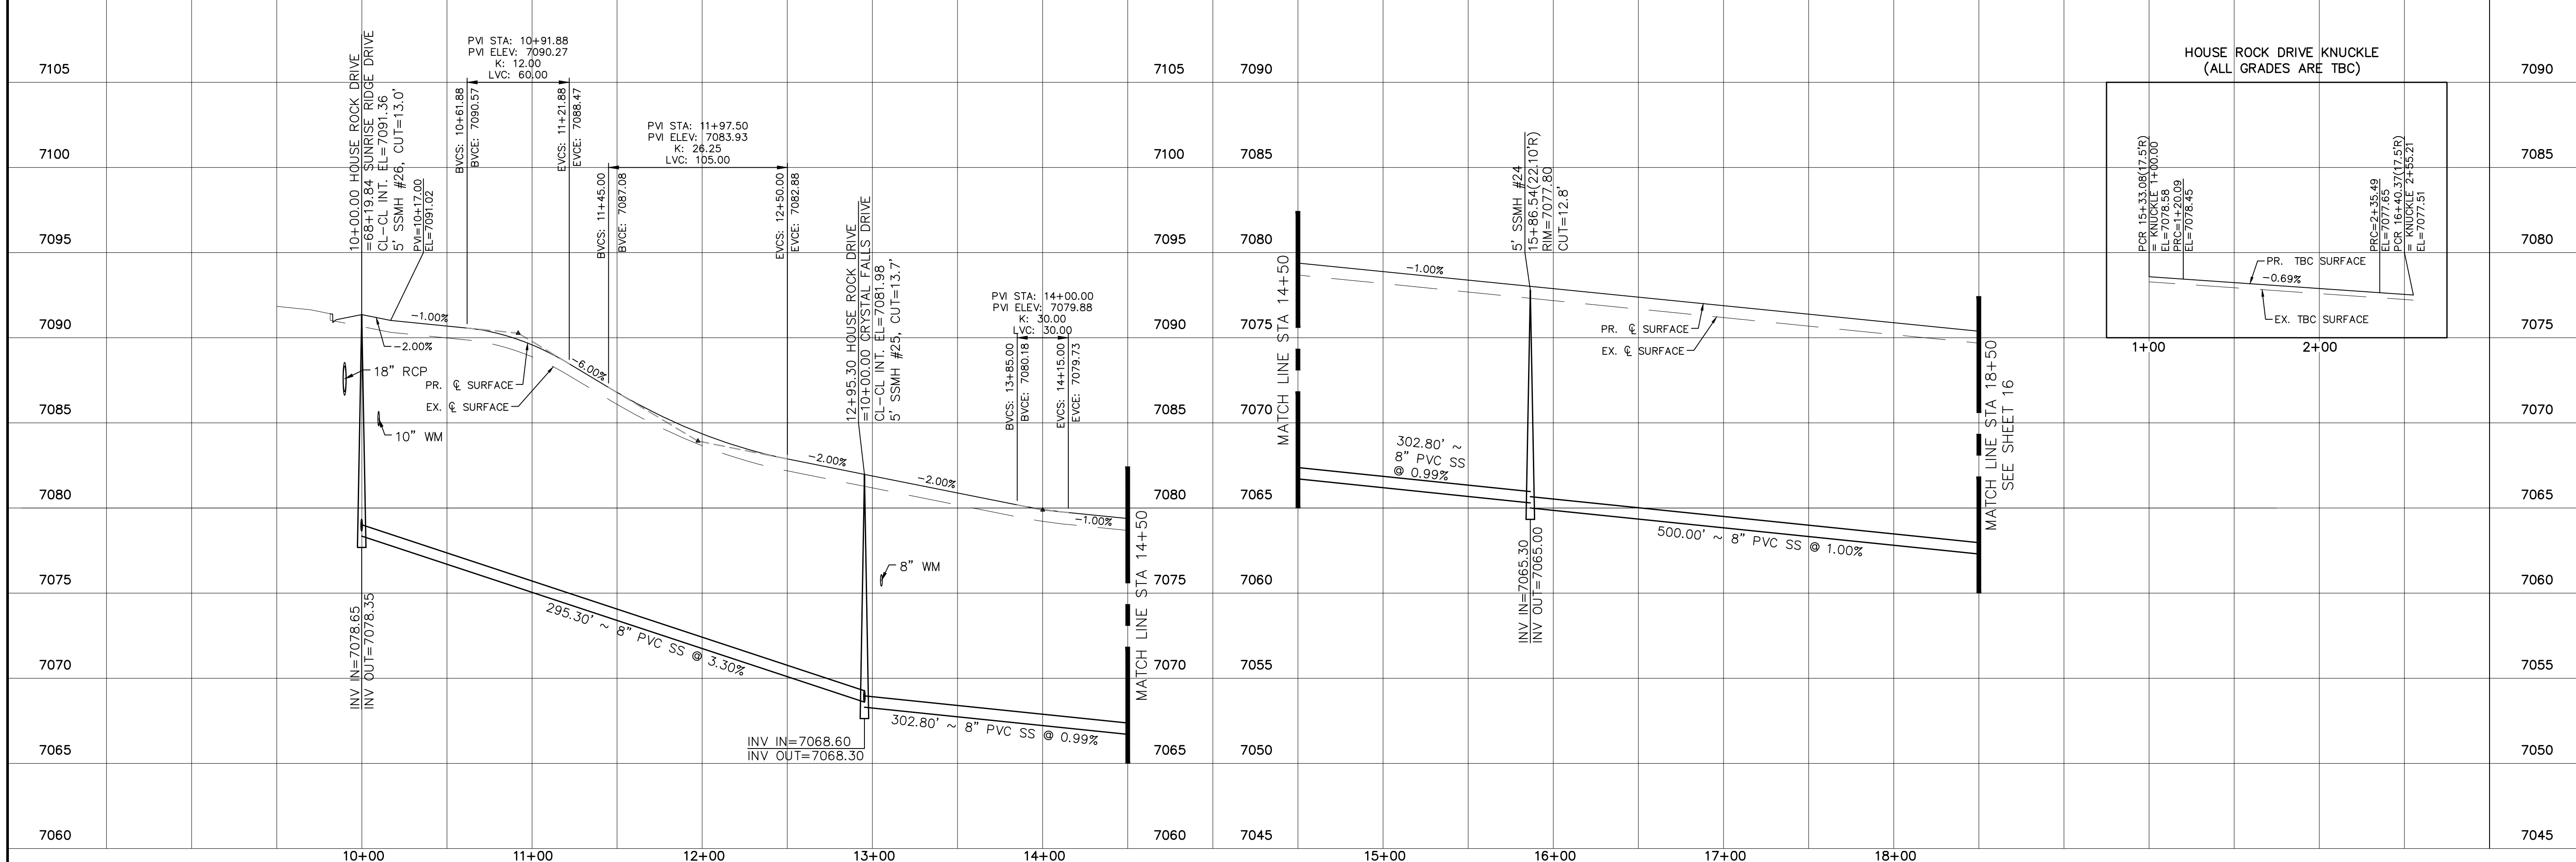 7105
7100
7095
7090
7085
7080
7075
7070
7065
7060
10+00.00 HOUSE ROCK DRIVE
=68+19.84 SUNRISE RIDGE DRIVE
CL-CL INT. EL=7091.36
5' SSMH #26, CUT=13.0'
PVI=10+17.00
EL=7091.02
PVI STA: 10+91.88
PVI ELEV: 7090.27
K: 12.00
LVC: 60.00
BVCS: 10+61.88
BVCE: 7090.57
EVCS: 11+21.88
EVCE: 7088.47
PVI STA: 11+97.50
PVI ELEV: 7083.93
K: 26.25
LVC: 105.00
BVCS: 11+45.00
BVCE: 7087.08
EVCS: 12+50.00
EVCE: 7082.88
12+95.30 HOUSE ROCK DRIVE
=10+00.00 CRYSTAL FALLS DRIVE
CL-CL INT. EL=7081.98
5' SSMH #25, CUT=13.7'
PVI STA: 14+00.00
PVI ELEV: 7079.88
K: 30.00
LVC: 30.00
BVCS: 13+85.00
BVCE: 7080.18
EVCS: 14+15.00
EVCE: 7079.73
-1.00%
-2.00%
-6.00%
-2.00%
-2.00%
-1.00%
18" RCP
10" WM
PR. ℄ SURFACE
EX. ℄ SURFACE
8" WM
295.30' ~ 8" PVC SS @ 3.30%
302.80' ~ 8" PVC SS @ 0.99%
INV IN=7078.65
INV OUT=7078.35
INV IN=7068.60
INV OUT=7068.30
MATCH LINE STA 14+50
10+00
11+00
12+00
13+00
14+00
7105
7100
7095
7090
7085
7080
7075
7070
7065
7060
7090
7085
7080
7075
7070
7065
7060
7055
7050
7045
MATCH LINE STA 14+50
-1.00%
5' SSMH #24
15+86.54(22.10'R)
RIM=7077.80
CUT=12.8'
PR. ℄ SURFACE
EX. ℄ SURFACE
302.80' ~
8" PVC SS
@ 0.99%
500.00' ~ 8" PVC SS @ 1.00%
INV IN=7065.30
INV OUT=7065.00
MATCH LINE STA 18+50
SEE SHEET 16
15+00
16+00
17+00
18+00
HOUSE ROCK DRIVE KNUCKLE
(ALL GRADES ARE TBC)
PCR 15+33.08(17.5'R)
= KNUCKLE 1+00.00
EL=7078.58
PRC=1+20.09
EL=7078.45
PRC=2+35.49
EL=7077.65
PCR 16+40.37(17.5'R)
= KNUCKLE 2+55.21
EL=7077.51
PR. TBC SURFACE
-0.69%
EX. TBC SURFACE
1+00
2+00
7090
7085
7080
7075
7070
7065
7060
7055
7050
7045